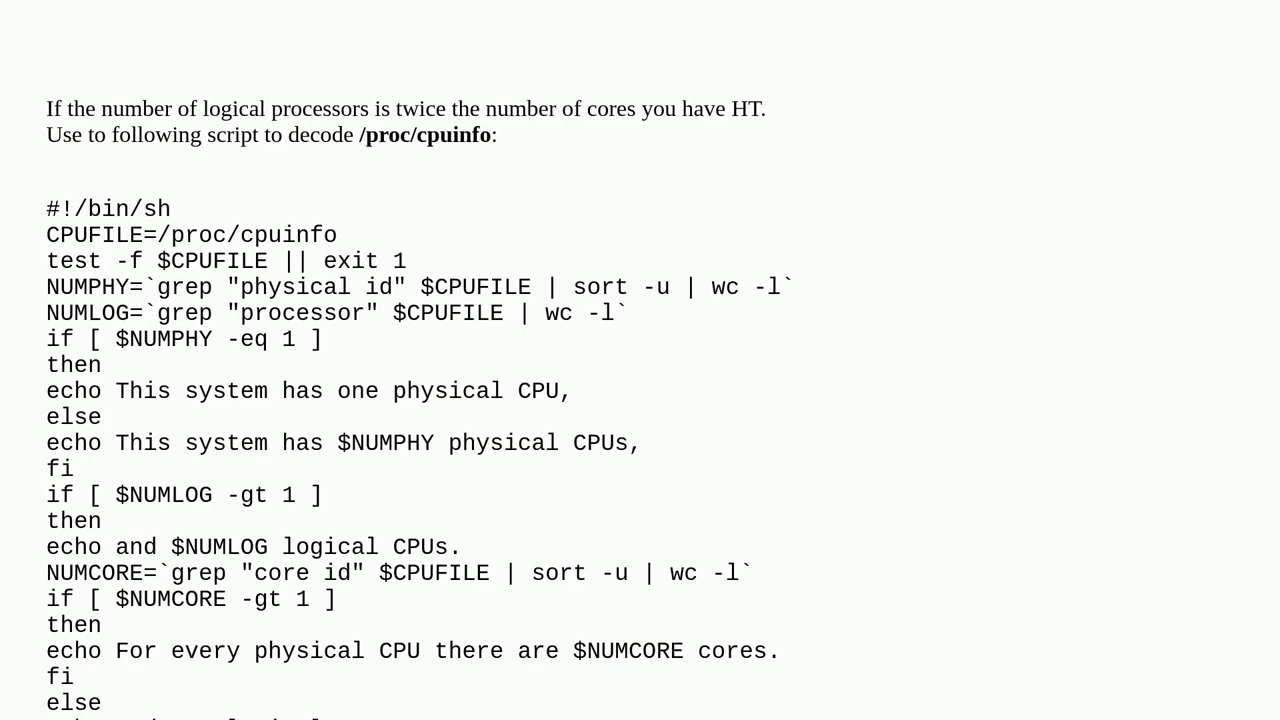 If the number of logical processors is twice the number of cores you have HT.
Use to following script to decode /proc/cpuinfo:
#!/bin/sh
CPUFILE=/proc/cpuinfo
test -f $CPUFILE || exit 1
NUMPHY=`grep "physical id" $CPUFILE | sort -u | wc -l`
NUMLOG=`grep "processor" $CPUFILE | wc -l`
if [ $NUMPHY -eq 1 ]
then
echo This system has one physical CPU,
else
echo This system has $NUMPHY physical CPUs,
fi
if [ $NUMLOG -gt 1 ]
then
echo and $NUMLOG logical CPUs.
NUMCORE=`grep "core id" $CPUFILE | sort -u | wc -l`
if [ $NUMCORE -gt 1 ]
then
echo For every physical CPU there are $NUMCORE cores.
fi
else